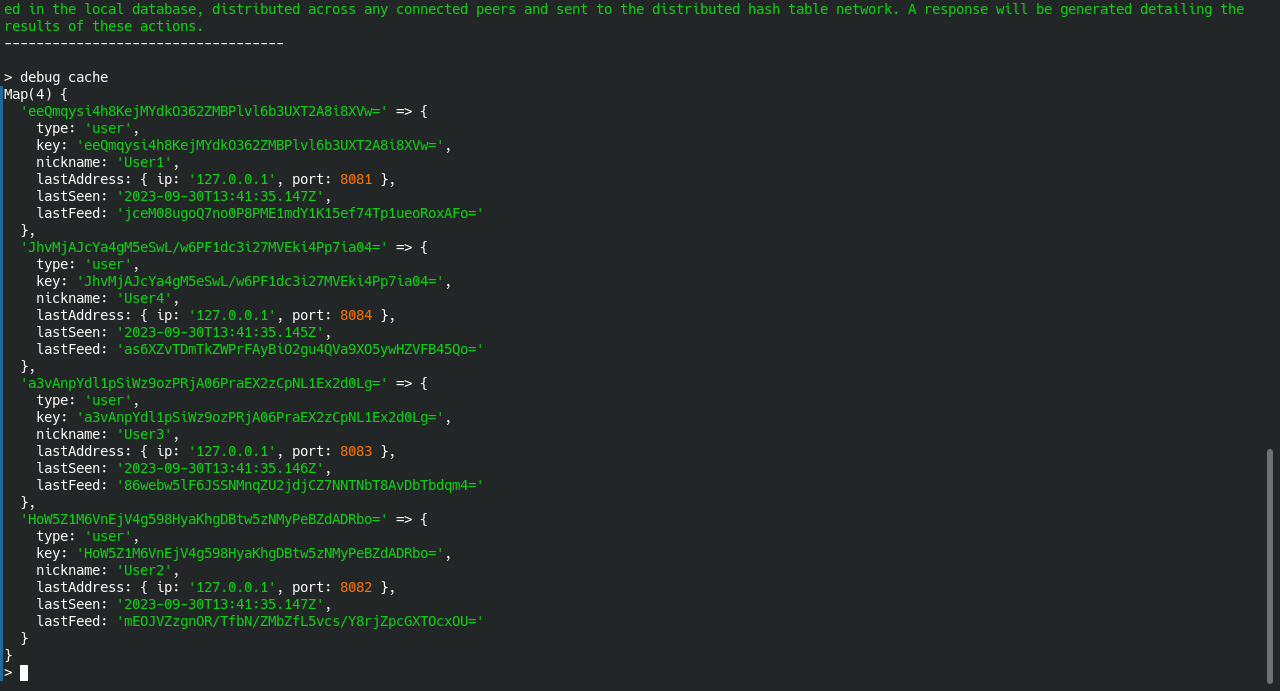 ed in the local database, distributed across any connected peers and sent to the distributed hash table network. A response will be generated detailing the
results of these actions.
-----------------------------------
> debug cache
Map(4) {
  'eeQmqysi4h8KejMYdkO362ZMBPlvl6b3UXT2A8i8XVw=' => {
    type: 'user',
    key: 'eeQmqysi4h8KejMYdkO362ZMBPlvl6b3UXT2A8i8XVw=',
    nickname: 'User1',
    lastAddress: { ip: '127.0.0.1', port: 8081 },
    lastSeen: '2023-09-30T13:41:35.147Z',
    lastFeed: 'jceM08ugoQ7no0P8PME1mdY1K15ef74Tp1ueoRoxAFo='
  },
  'JhvMjAJcYa4gM5eSwL/w6PF1dc3i27MVEki4Pp7ia04=' => {
    type: 'user',
    key: 'JhvMjAJcYa4gM5eSwL/w6PF1dc3i27MVEki4Pp7ia04=',
    nickname: 'User4',
    lastAddress: { ip: '127.0.0.1', port: 8084 },
    lastSeen: '2023-09-30T13:41:35.145Z',
    lastFeed: 'as6XZvTDmTkZWPrFAyBiO2gu4QVa9XO5ywHZVFB45Qo='
  },
  'a3vAnpYdl1pSiWz9ozPRjA06PraEX2zCpNL1Ex2d0Lg=' => {
    type: 'user',
    key: 'a3vAnpYdl1pSiWz9ozPRjA06PraEX2zCpNL1Ex2d0Lg=',
    nickname: 'User3',
    lastAddress: { ip: '127.0.0.1', port: 8083 },
    lastSeen: '2023-09-30T13:41:35.146Z',
    lastFeed: '86webw5lF6JSSNMnqZU2jdjCZ7NNTNbT8AvDbTbdqm4='
  },
  'HoW5Z1M6VnEjV4g598HyaKhgDBtw5zNMyPeBZdADRbo=' => {
    type: 'user',
    key: 'HoW5Z1M6VnEjV4g598HyaKhgDBtw5zNMyPeBZdADRbo=',
    nickname: 'User2',
    lastAddress: { ip: '127.0.0.1', port: 8082 },
    lastSeen: '2023-09-30T13:41:35.147Z',
    lastFeed: 'mEOJVZzgnOR/TfbN/ZMbZfL5vcs/Y8rjZpcGXTOcxOU='
  }
}
>